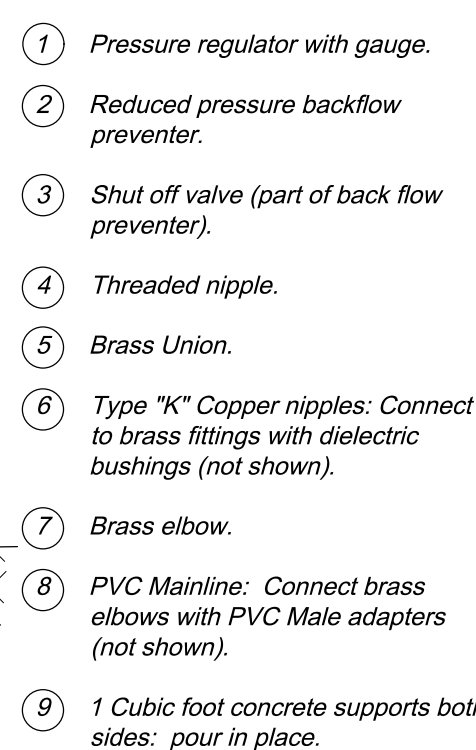 1 Pressure regulator with gauge.
2 Reduced pressure backflow
preventer.
3 Shut off valve (part of back flow
preventer).
4 Threaded nipple.
5 Brass Union.
6 Type "K" Copper nipples: Connect
to brass fittings with dielectric
bushings (not shown).
7 Brass elbow.
8 PVC Mainline: Connect brass
elbows with PVC Male adapters
(not shown).
9 1 Cubic foot concrete supports both
sides: pour in place.